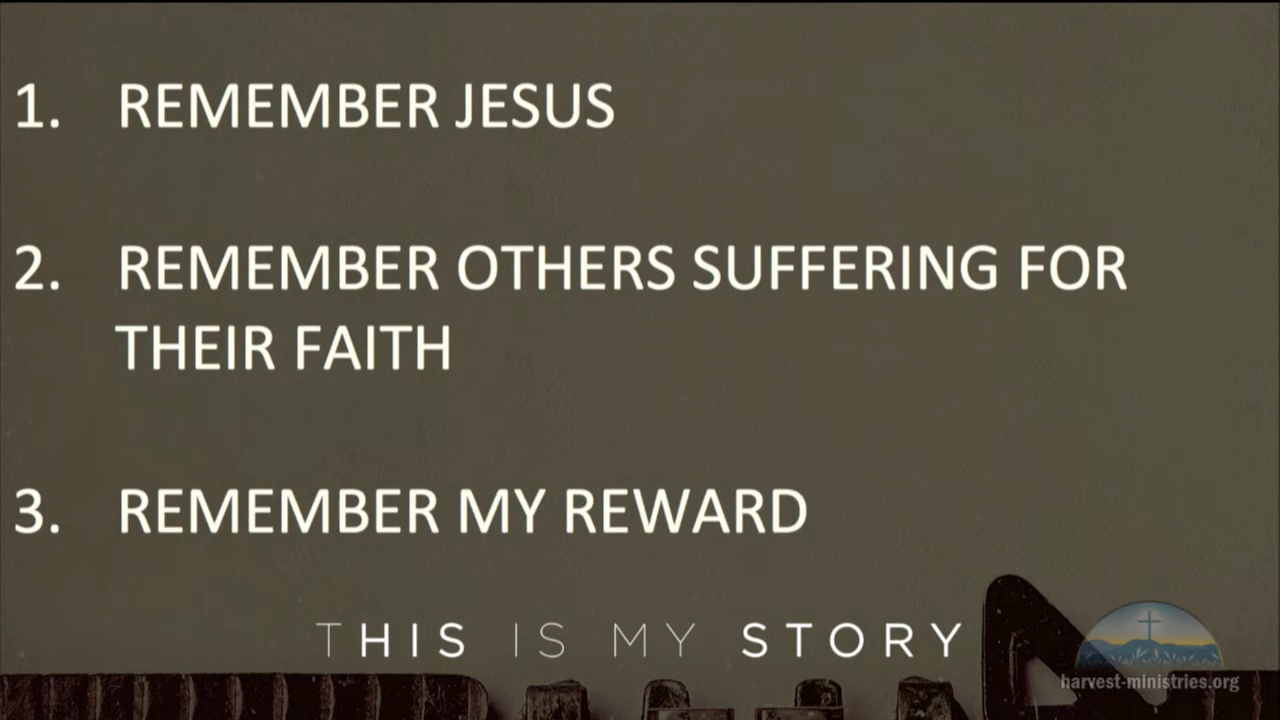 1. REMEMBER JESUS
2. REMEMBER OTHERS SUFFERING FOR
THEIR FAITH
3. REMEMBER MY REWARD
THIS IS MY STORY
harvest-ministries.org